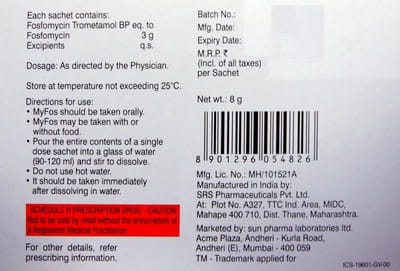 Each sachet contains:
Fosfomycin Trometamol BP eq. to
Fosfomycin 3 g
Excipients q.s.
Dosage: As directed by the Physician.
Store at temperature not exceeding 25°C.
Directions for use:
• MyFos should be taken orally.
• MyFos may be taken with or
without food.
• Pour the entire contents of a single
dose sachet into a glass of water
(90-120 ml) and stir to dissolve.
• Do not use hot water.
• It should be taken immediately
after dissolving in water.
SCHEDULE H PRESCRIPTION DRUG - CAUTION
Not to be sold by retail without the prescription of
a Registered Medical Practitioner.
For other details, refer
prescribing information.
Batch No.:
Mfg. Date:
Expiry Date:
M.R.P. ₹
(Incl. of all taxes)
per Sachet
Net wt.: 8 g
8 901296 054826
Mfg. Lic. No.: MH/101521A
Manufactured in India by:
SRS Pharmaceuticals Pvt. Ltd.
At: Plot No. A327, TTC Ind. Area, MIDC,
Mahape 400 710, Dist. Thane, Maharashtra.
Marketed by: sun pharma laboratories ltd.
Acme Plaza, Andheri - Kurla Road,
Andheri (E), Mumbai - 400 059
TM - Trademark applied for
ICS-19601-GV-00